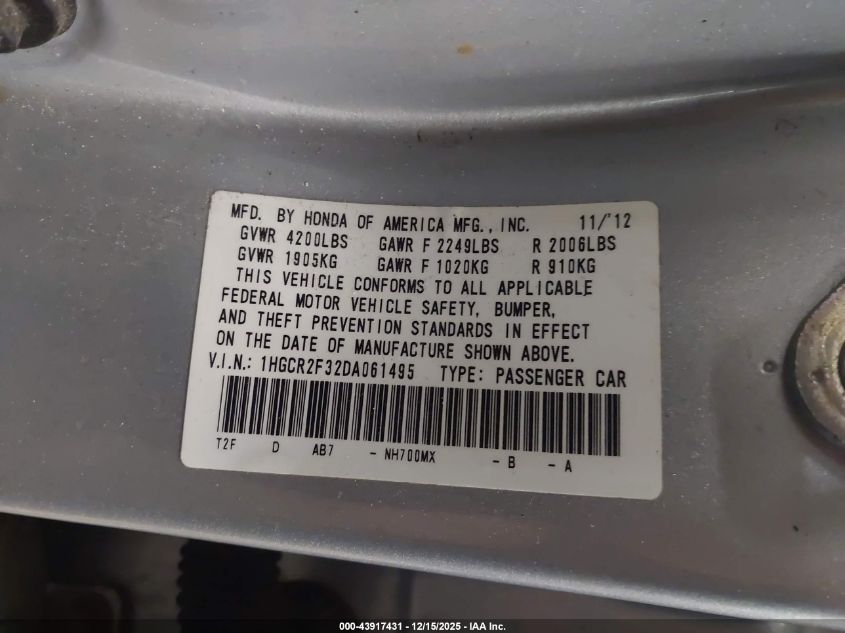 MFD. BY HONDA OF AMERICA MFG., INC. 11/'12
GVWR 4200LBS GAWR F 2249LBS R 2006LBS
GVWR 1905KG GAWR F 1020KG R 910KG
THIS VEHICLE CONFORMS TO ALL APPLICABLE
FEDERAL MOTOR VEHICLE SAFETY, BUMPER,
AND THEFT PREVENTION STANDARDS IN EFFECT
ON THE DATE OF MANUFACTURE SHOWN ABOVE.
V.I.N.: 1HGCR2F32DA061495 TYPE: PASSENGER CAR
T2F D AB7 - NH700MX - B - A
000-43917431 - 12/15/2025 - IAA Inc.